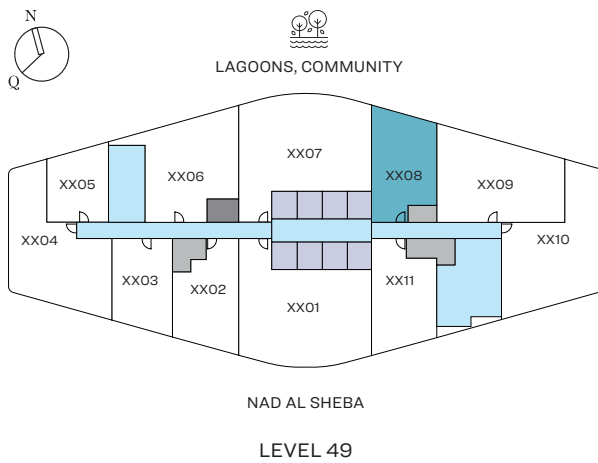 N
Q
LAGOONS, COMMUNITY
XX07
XX05
XX06
XX08
XX09
XX04
XX10
XX03
XX02
XX01
XX11
NAD AL SHEBA
LEVEL 49